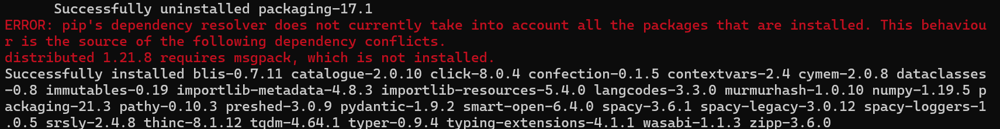 Successfully uninstalled packaging-17.1
ERROR: pip's dependency resolver does not currently take into account all the packages that are installed. This behaviou
r is the source of the following dependency conflicts.
distributed 1.21.8 requires msgpack, which is not installed.
Successfully installed blis-0.7.11 catalogue-2.0.10 click-8.0.4 confection-0.1.5 contextvars-2.4 cymem-2.0.8 dataclasses
-0.8 immutables-0.19 importlib-metadata-4.8.3 importlib-resources-5.4.0 langcodes-3.3.0 murmurhash-1.0.10 numpy-1.19.5 p
ackaging-21.3 pathy-0.10.3 preshed-3.0.9 pydantic-1.9.2 smart-open-6.4.0 spacy-3.6.1 spacy-legacy-3.0.12 spacy-loggers-1
.0.5 srsly-2.4.8 thinc-8.1.12 tqdm-4.64.1 typer-0.9.4 typing-extensions-4.1.1 wasabi-1.1.3 zipp-3.6.0